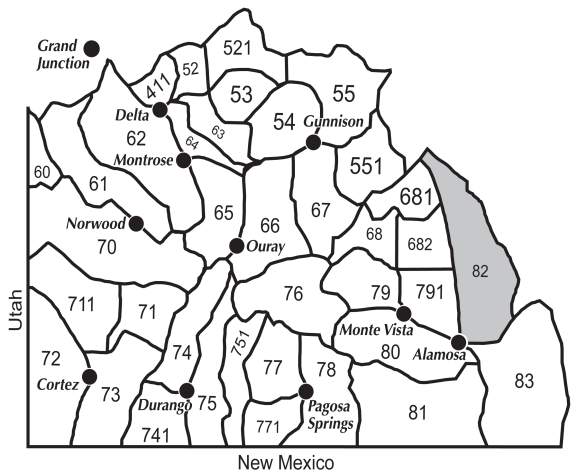 Grand
Junction
521
52
411
53
55
Delta
54
Gunnison
62
63
64
Montrose
551
60
61
681
65
66
67
Norwood
70
68
682
Ouray
82
76
79
791
711
71
Utah
Monte Vista
751
74
72
77
78
80
Alamosa
Cortez
73
83
Durango
75
Pagosa
Springs
81
741
771
New Mexico